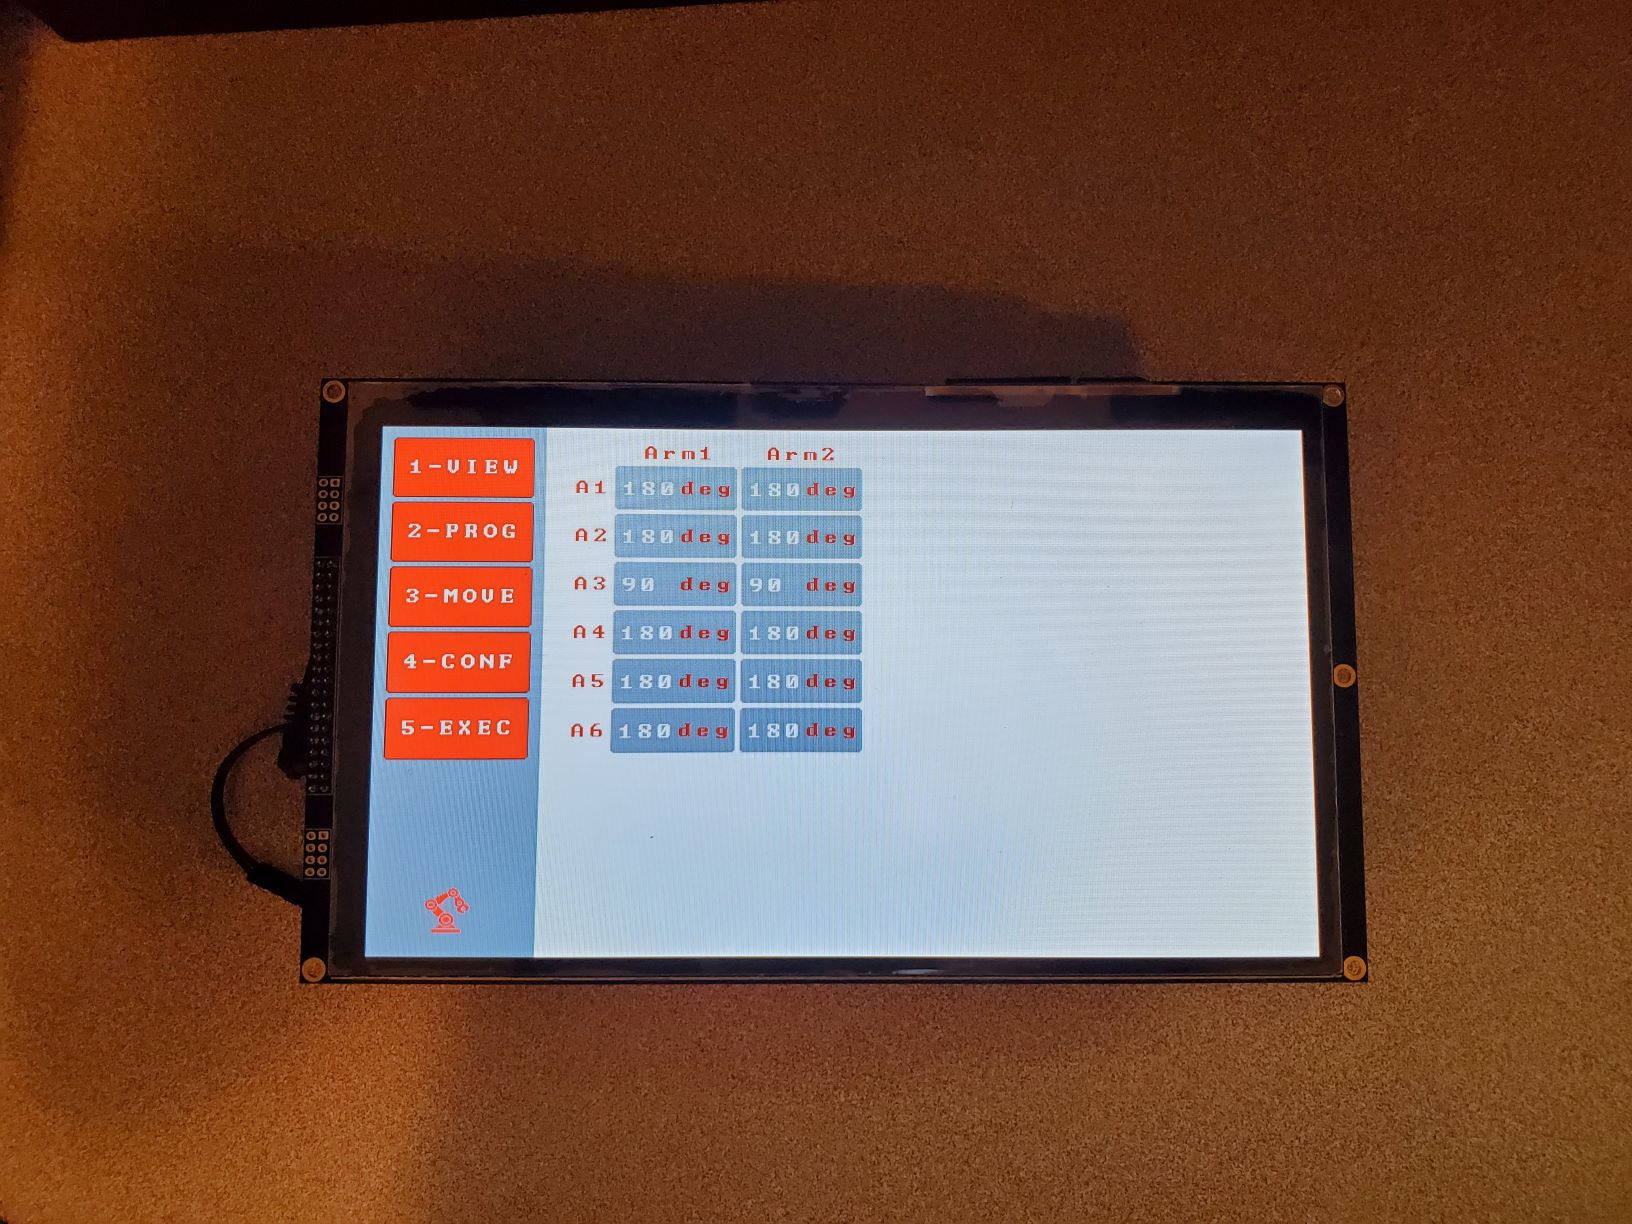 1-VIEW
2-PROG
3-MOVE
4-CONF
5-EXEC
Arm1 Arm2
A1 180deg 180deg
A2 180deg 180deg
A3 90 deg 90 deg
A4 180deg 180deg
A5 180deg 180deg
A6 180deg 180deg